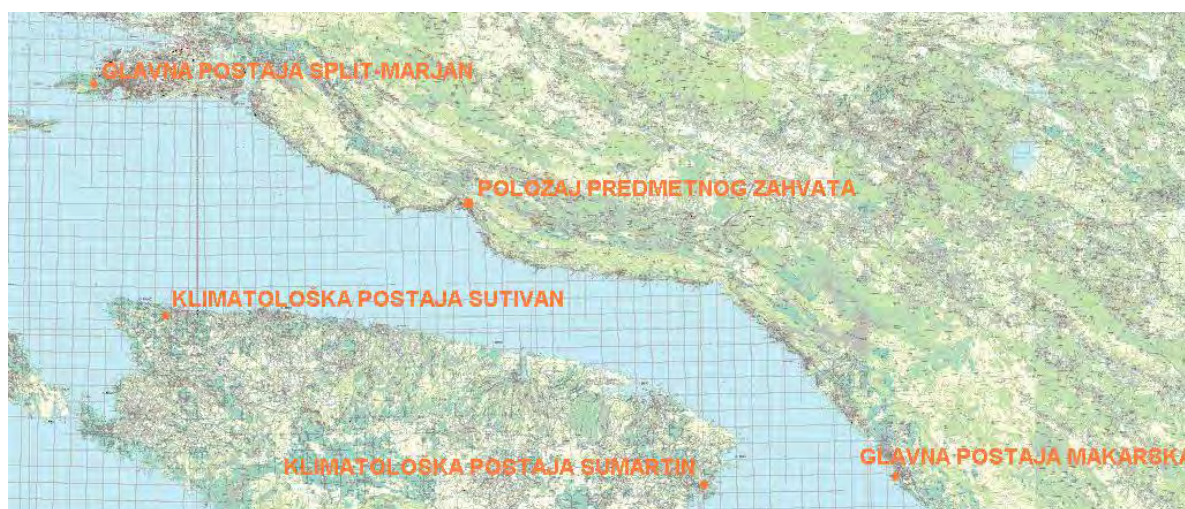 GLAVNA POSTAJA SPLIT-MARJAN
POLOŽAJ PREDMETNOG ZAHVATA
KLIMATOLOŠKA POSTAJA SUTIVAN
KLIMATOLOŠKA POSTAJA SUMARTIN
GLAVNA POSTAJA MAKARSKA